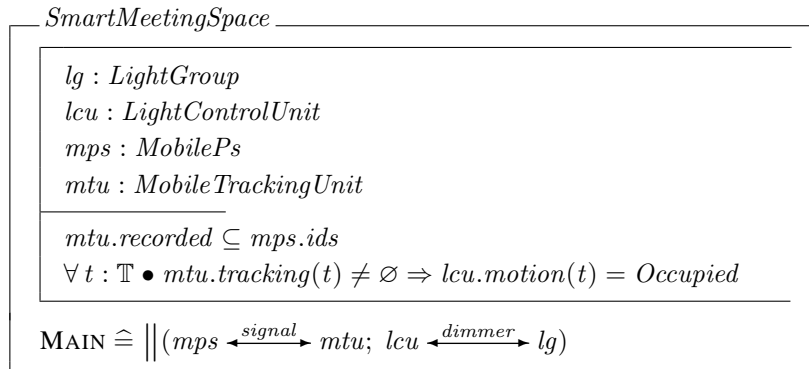 SmartMeetingSpace
lg : LightGroup
lcu : LightControlUnit
mps : MobilePs
mtu : MobileTrackingUnit
mtu.recorded ⊆ mps.ids
∀ t : 𝕋 • mtu.tracking(t) ≠ ∅ ⇒ lcu.motion(t) = Occupied
MAIN ≙ ||(mps ←signal→ mtu; lcu ←dimmer→ lg)